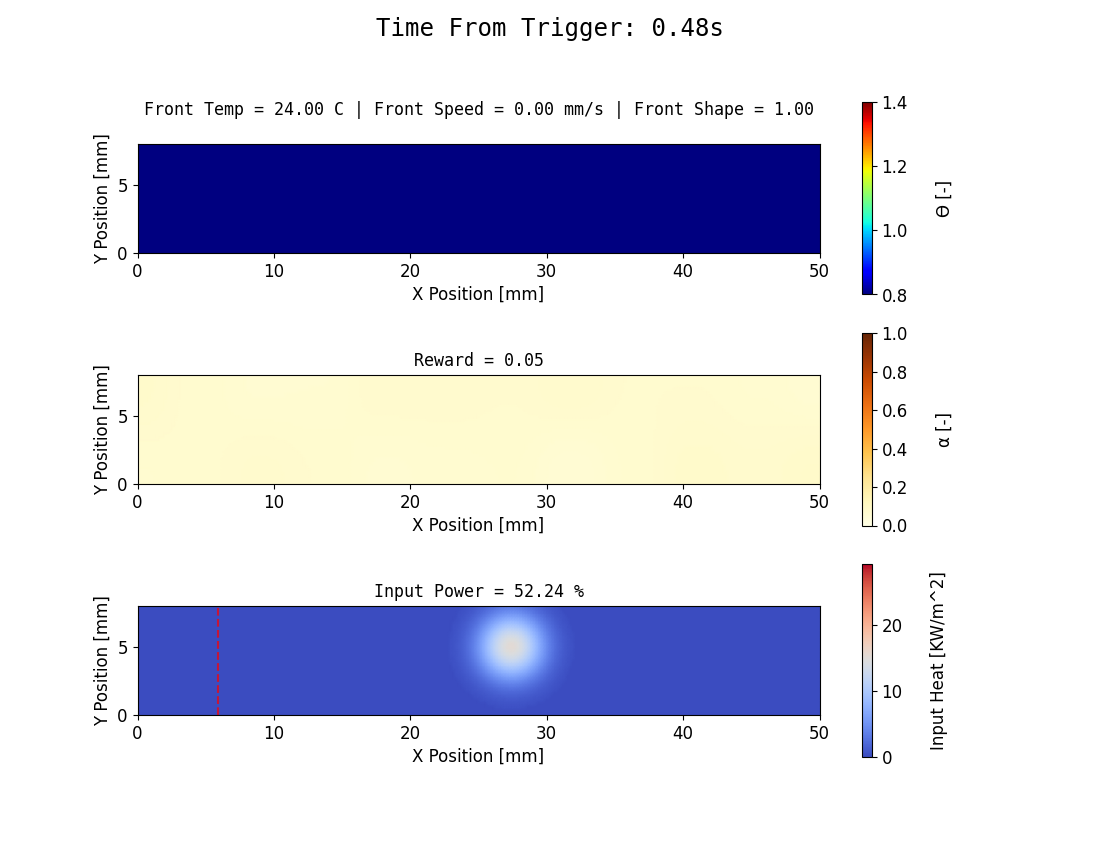 Time From Trigger: 0.48s
Front Temp = 24.00 C | Front Speed = 0.00 mm/s | Front Shape = 1.00
Y Position [mm]
5
0
0 10 20 30 40 50
X Position [mm]
1.4
1.2
1.0
0.8
Θ [-]
Reward = 0.05
Y Position [mm]
5
0
0 10 20 30 40 50
X Position [mm]
1.0
0.8
0.6
0.4
0.2
0.0
α [-]
Input Power = 52.24 %
Y Position [mm]
5
0
0 10 20 30 40 50
X Position [mm]
20
10
0
Input Heat [KW/m^2]